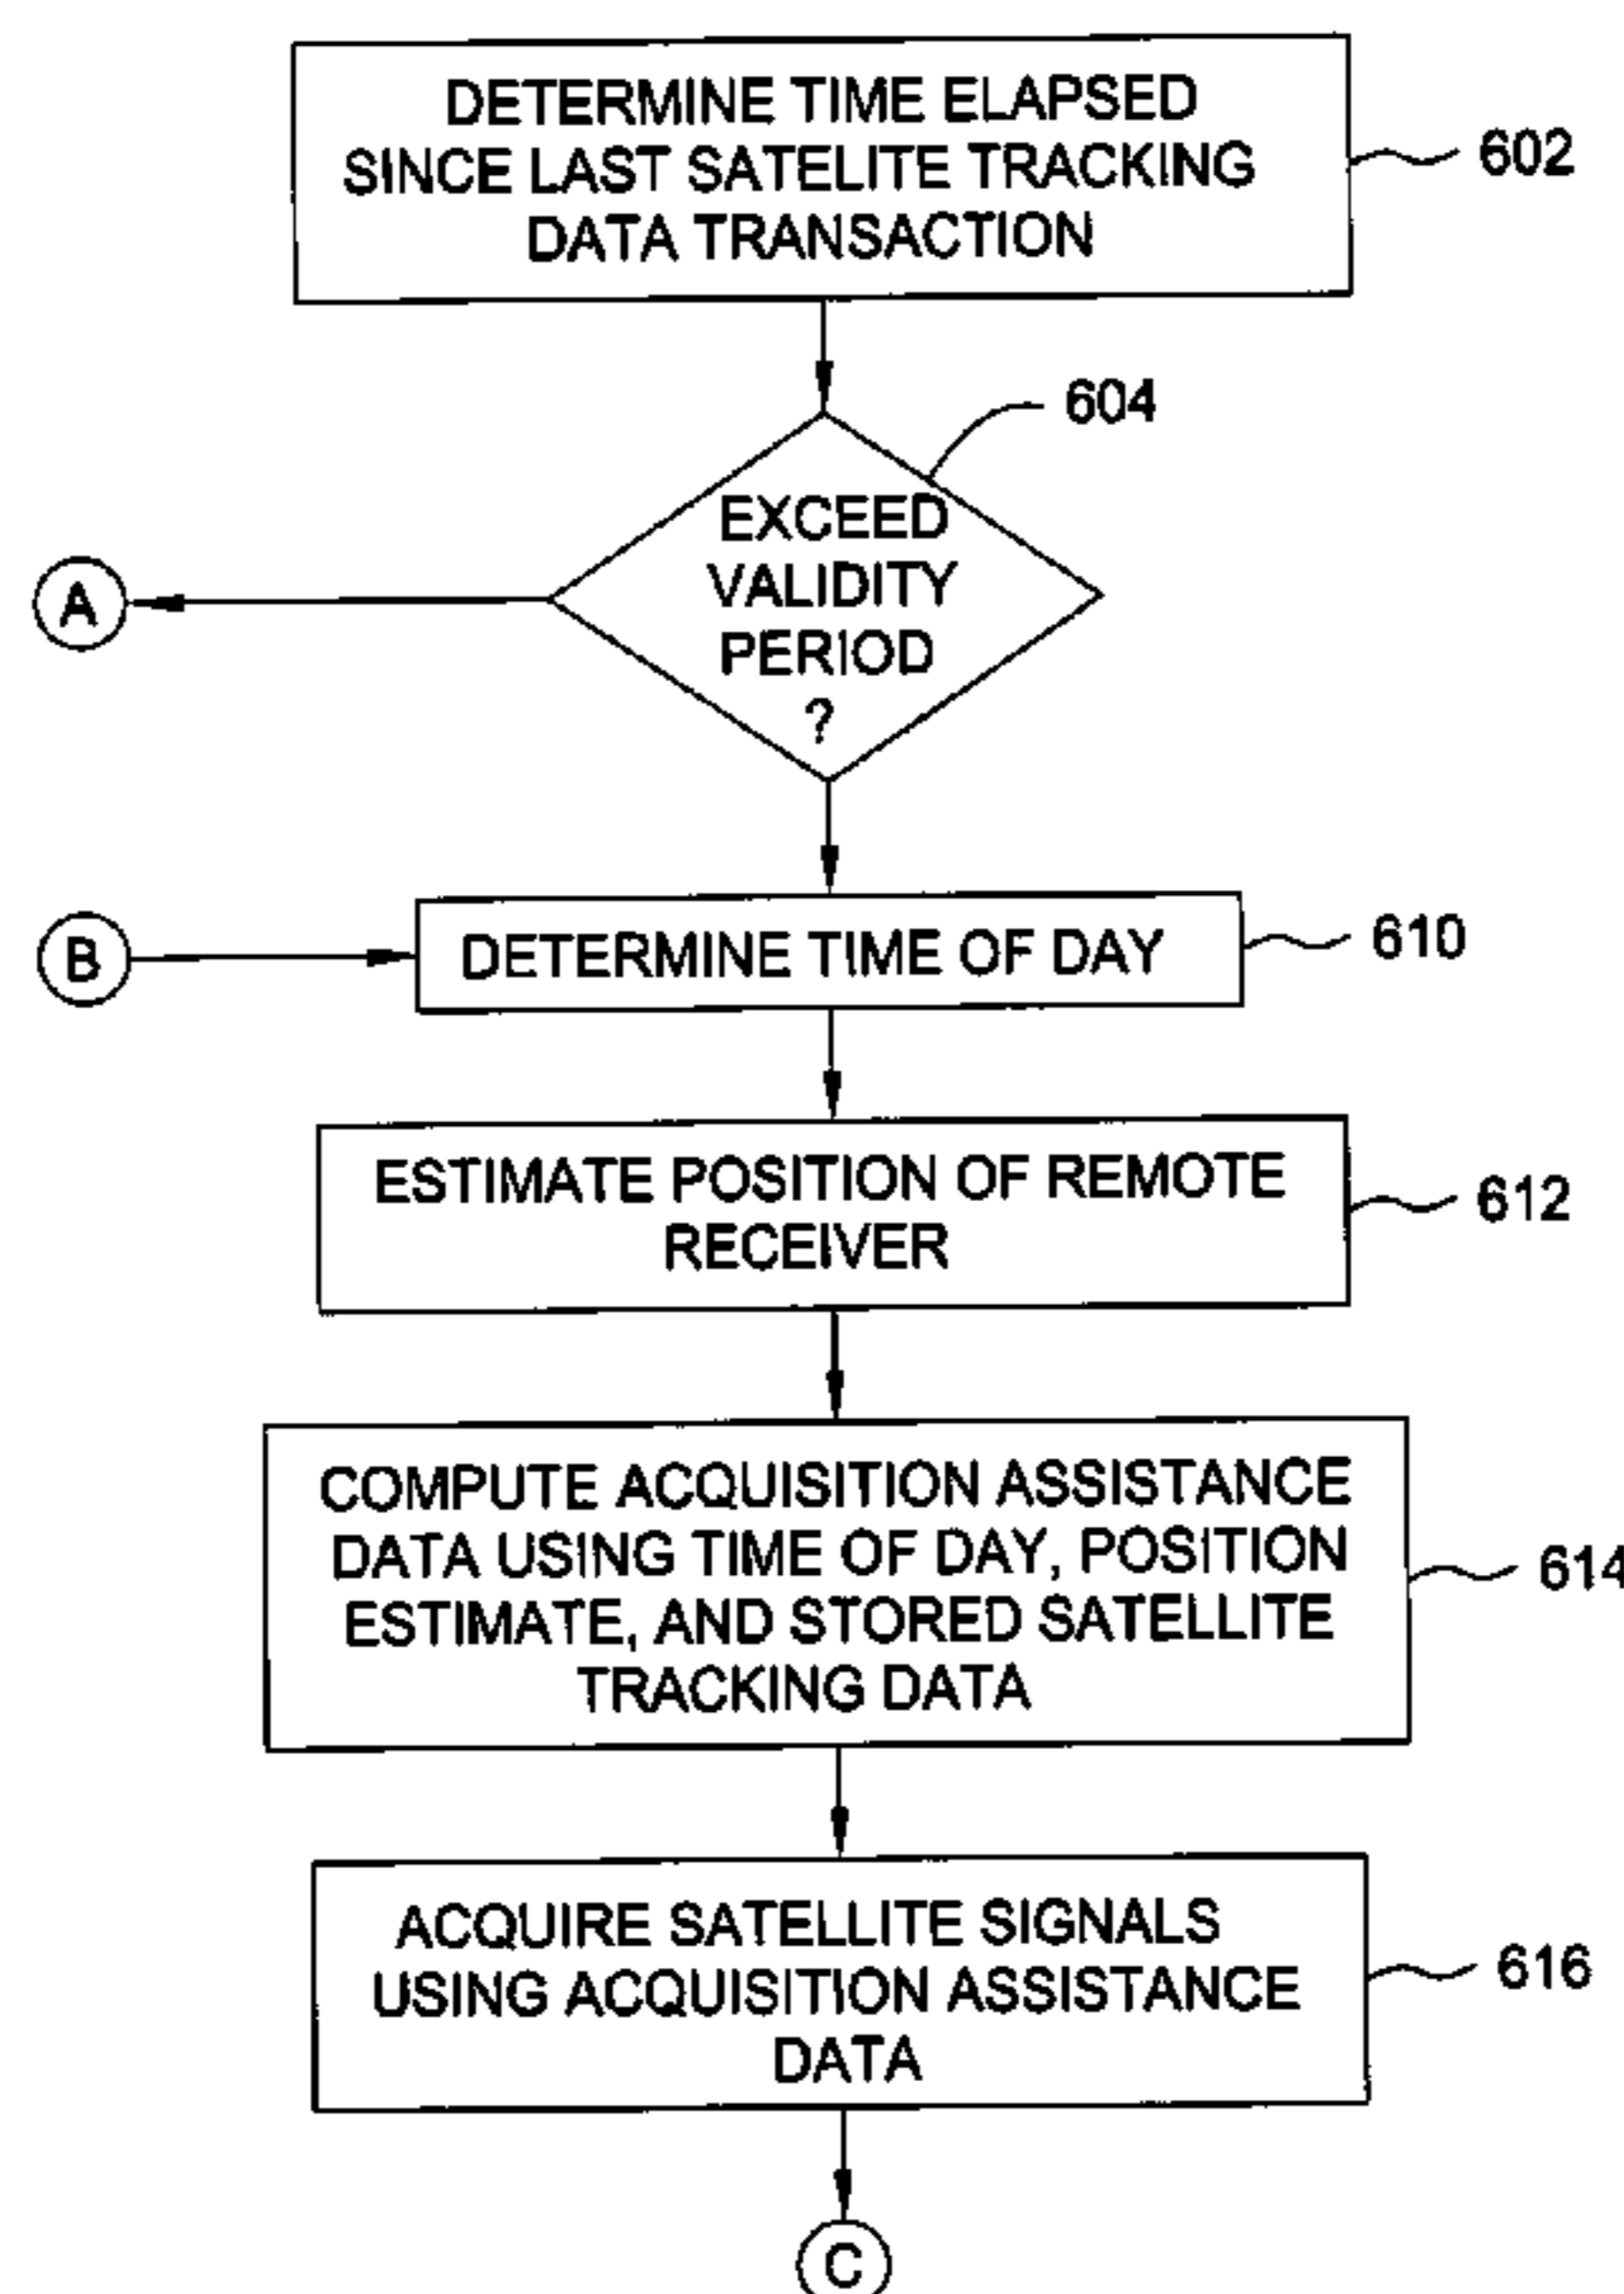 DETERMINE TIME ELAPSED
SINCE LAST SATELITE TRACKING
DATA TRANSACTION
602
604
EXCEED
VALIDITY
PERIOD
?
A
B
DETERMINE TIME OF DAY
610
ESTIMATE POSITION OF REMOTE
RECEIVER
612
COMPUTE ACQUISITION ASSISTANCE
DATA USING TIME OF DAY, POSITION
ESTIMATE, AND STORED SATELLITE
TRACKING DATA
614
ACQUIRE SATELLITE SIGNALS
USING ACQUISITION ASSISTANCE
DATA
616
C